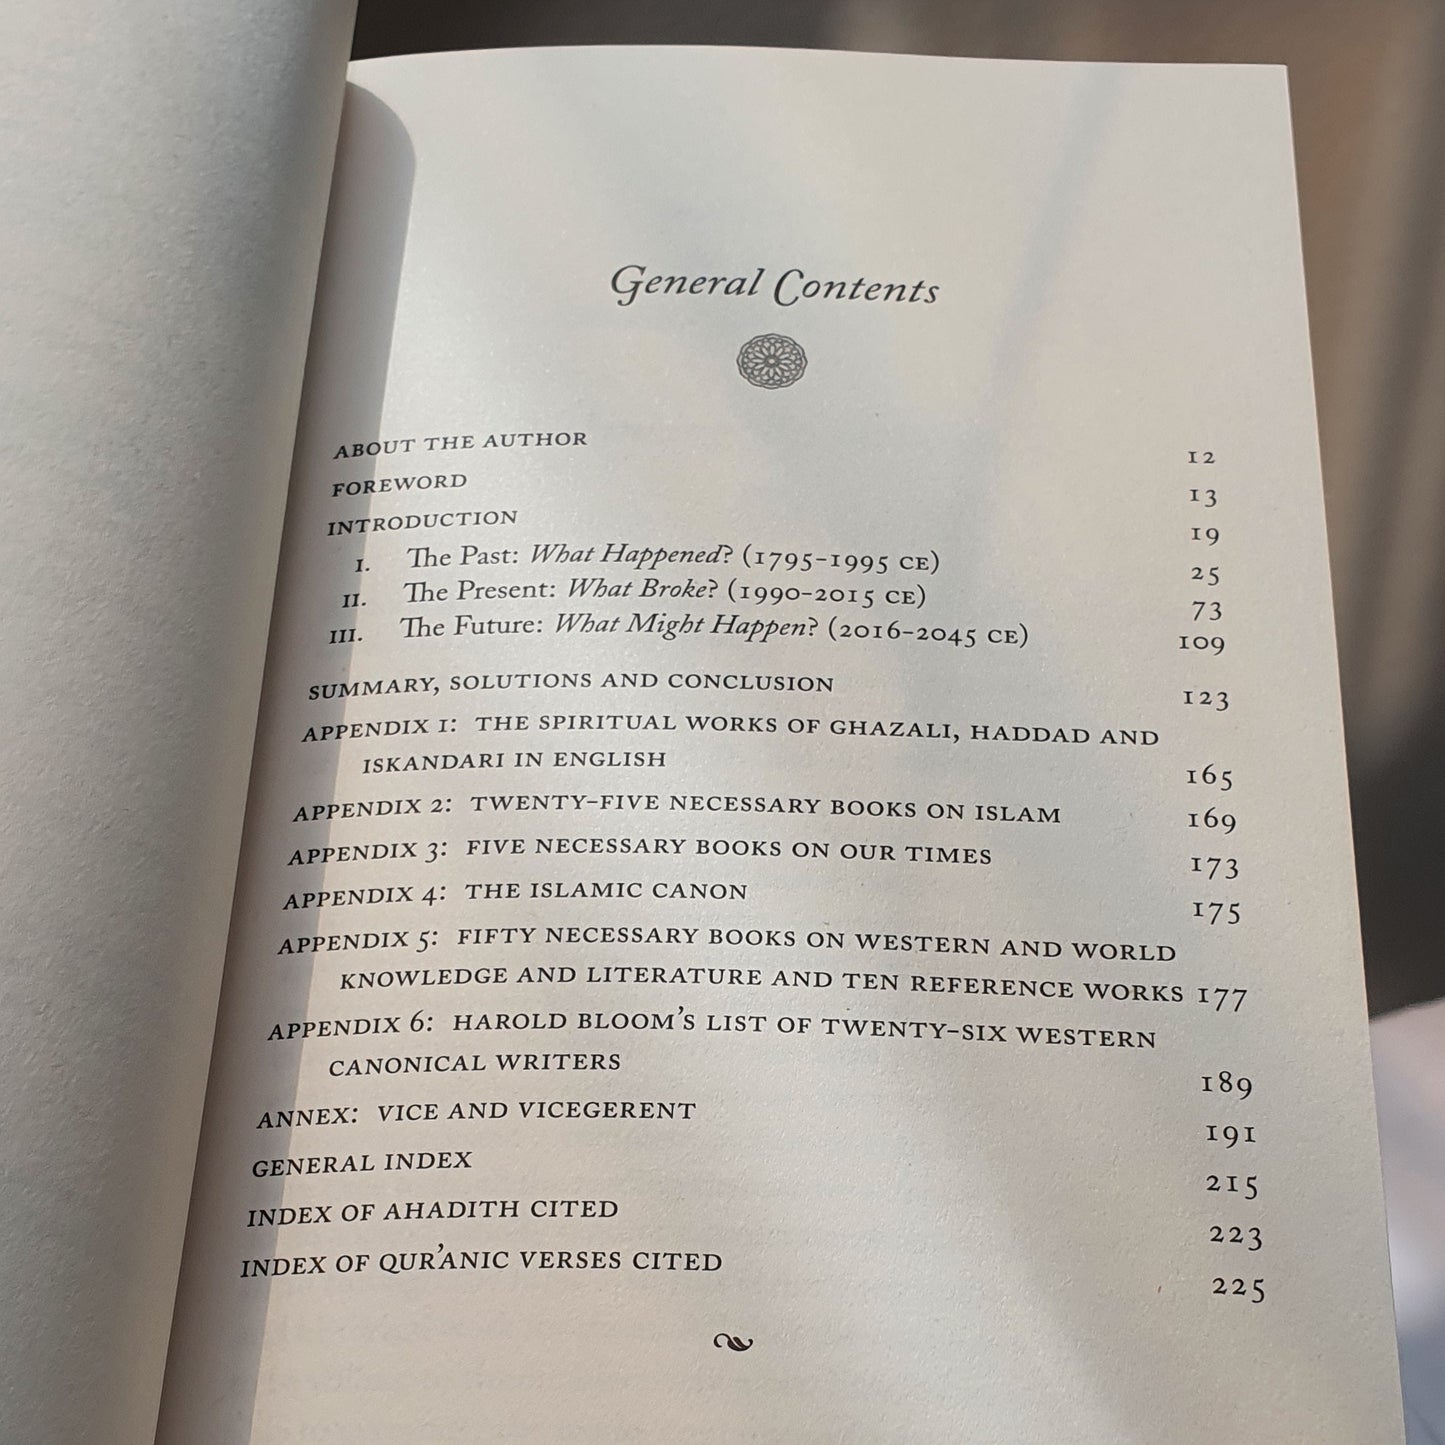 General Contents
ABOUT THE AUTHOR 12
FOREWORD 13
INTRODUCTION 19
I. The Past: What Happened? (1795–1995 CE) 25
II. The Present: What Broke? (1990–2015 CE) 73
III. The Future: What Might Happen? (2016–2045 CE) 109
SUMMARY, SOLUTIONS AND CONCLUSION 123
APPENDIX 1: THE SPIRITUAL WORKS OF GHAZALI, HADDAD AND
ISKANDARI IN ENGLISH 165
APPENDIX 2: TWENTY-FIVE NECESSARY BOOKS ON ISLAM 169
APPENDIX 3: FIVE NECESSARY BOOKS ON OUR TIMES 173
APPENDIX 4: THE ISLAMIC CANON 175
APPENDIX 5: FIFTY NECESSARY BOOKS ON WESTERN AND WORLD
KNOWLEDGE AND LITERATURE AND TEN REFERENCE WORKS 177
APPENDIX 6: HAROLD BLOOM'S LIST OF TWENTY-SIX WESTERN
CANONICAL WRITERS 189
ANNEX: VICE AND VICEGERENT 191
GENERAL INDEX 215
INDEX OF AHADITH CITED 223
INDEX OF QUR'ANIC VERSES CITED 225